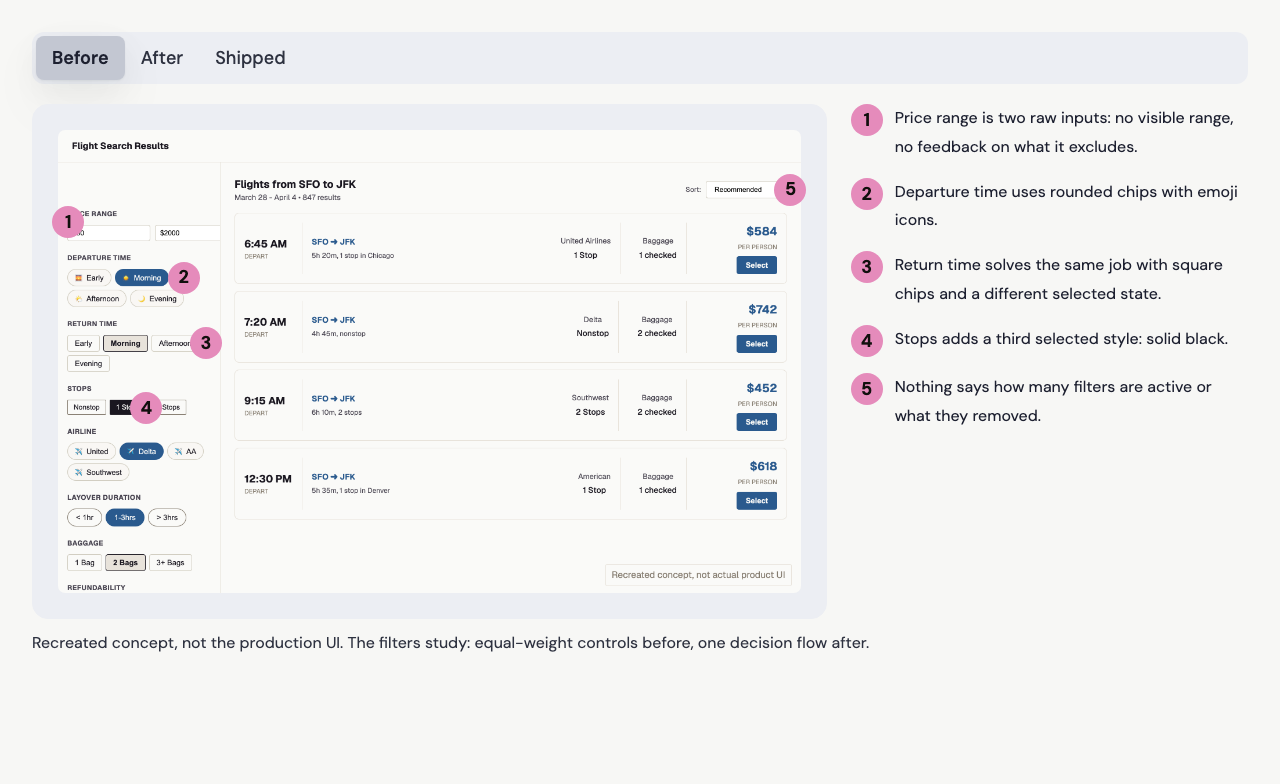 Before
After
Shipped
Flight Search Results
1
CE RANGE
$2000
DEPARTURE TIME
Early
Morning
2
Afternoon
Evening
RETURN TIME
Early
Morning
Afternoon
3
Evening
STOPS
Nonstop
4
Stops
AIRLINE
United
Delta
AA
Southwest
LAYOVER DURATION
< 1hr
1-3hrs
> 3hrs
BAGGAGE
1 Bag
2 Bags
3+ Bags
REFUNDABILITY
Flights from SFO to JFK
March 28 - April 4 • 847 results
Sort:
Recommended
5
6:45 AM
DEPART
SFO ➔ JFK
5h 20m, 1 stop in Chicago
United Airlines
1 Stop
Baggage
1 checked
$584
PER PERSON
Select
7:20 AM
DEPART
SFO ➔ JFK
4h 45m, nonstop
Delta
Nonstop
Baggage
2 checked
$742
PER PERSON
Select
9:15 AM
DEPART
SFO ➔ JFK
6h 10m, 2 stops
Southwest
2 Stops
Baggage
2 checked
$452
PER PERSON
Select
12:30 PM
DEPART
SFO ➔ JFK
5h 35m, 1 stop in Denver
American
1 Stop
Baggage
1 checked
$618
PER PERSON
Select
Recreated concept, not actual product UI
1
Price range is two raw inputs: no visible range,
no feedback on what it excludes.
2
Departure time uses rounded chips with emoji
icons.
3
Return time solves the same job with square
chips and a different selected state.
4
Stops adds a third selected style: solid black.
5
Nothing says how many filters are active or
what they removed.
Recreated concept, not the production UI. The filters study: equal-weight controls before, one decision flow after.